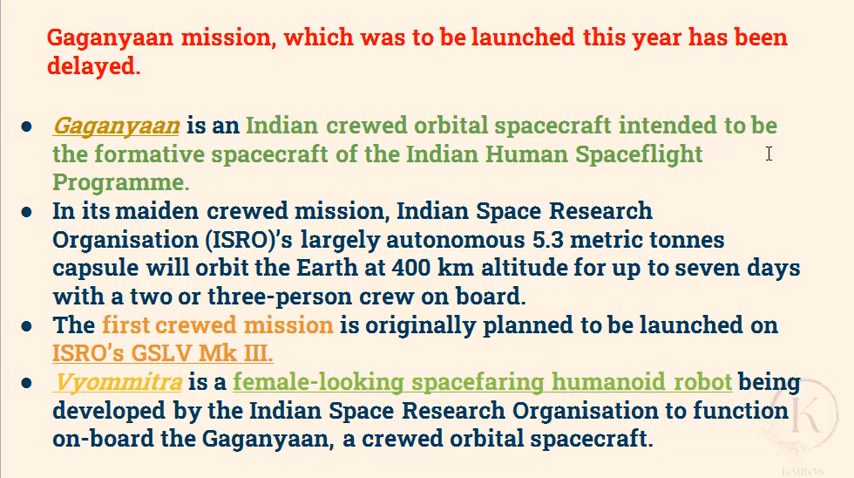 Gaganyaan mission, which was to be launched this year has been
delayed.
● Gaganyaan is an Indian crewed orbital spacecraft intended to be
the formative spacecraft of the Indian Human Spaceflight
Programme.
● In its maiden crewed mission, Indian Space Research
Organisation (ISRO)'s largely autonomous 5.3 metric tonnes
capsule will orbit the Earth at 400 km altitude for up to seven days
with a two or three-person crew on board.
● The first crewed mission is originally planned to be launched on
ISRO's GSLV Mk III.
● Vyommitra is a female-looking spacefaring humanoid robot being
developed by the Indian Space Research Organisation to function
on-board the Gaganyaan, a crewed orbital spacecraft.
K
KAIROS